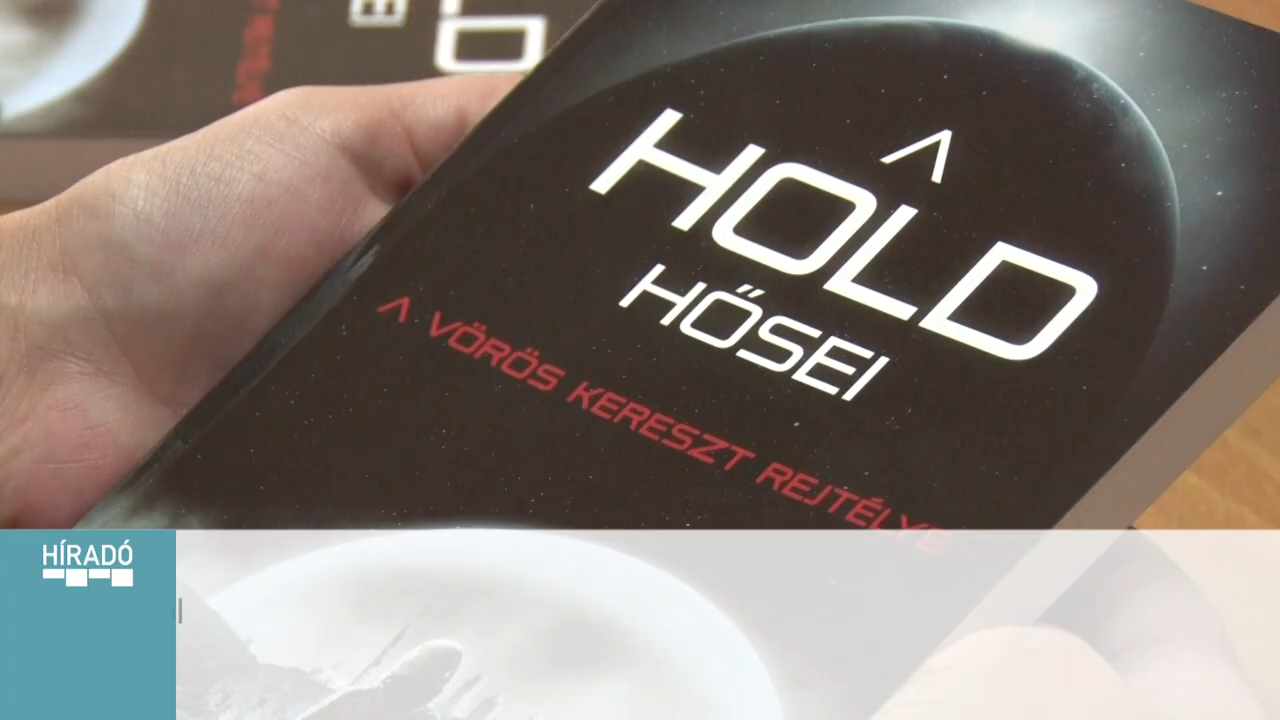 A
HOLD
HŐSEI
A VÖRÖS KERESZT REJTÉLYE
HÍRADÓ